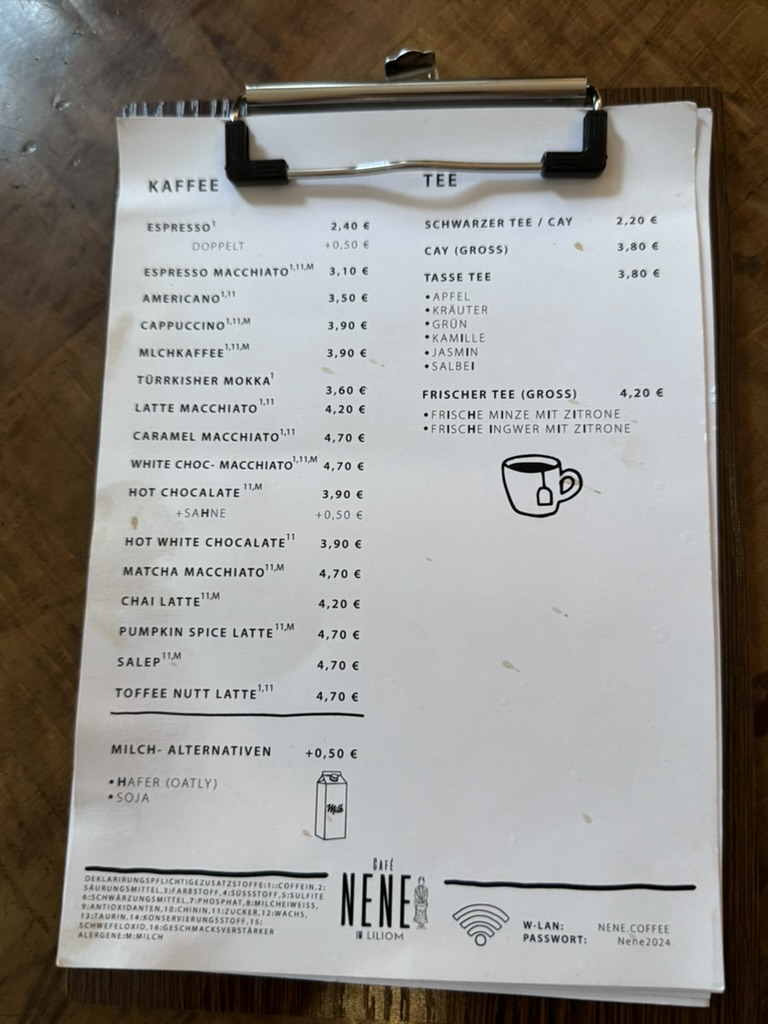 KAFFEE
ESPRESSO¹ 2,40 €
DOPPELT +0,50 €
ESPRESSO MACCHIATO¹,¹¹,ᴹ 3,10 €
AMERICANO¹,¹¹ 3,50 €
CAPPUCCINO¹,¹¹,ᴹ 3,90 €
MLCHKAFFEE¹,¹¹,ᴹ 3,90 €
TÜRRKISHER MOKKA¹ 3,60 €
LATTE MACCHIATO¹,¹¹ 4,20 €
CARAMEL MACCHIATO¹,¹¹ 4,70 €
WHITE CHOC- MACCHIATO¹,¹¹,ᴹ 4,70 €
HOT CHOCALATE ¹¹,ᴹ 3,90 €
+SAHNE +0,50 €
HOT WHITE CHOCALATE¹¹ 3,90 €
MATCHA MACCHIATO¹¹,ᴹ 4,70 €
CHAI LATTE¹¹,ᴹ 4,20 €
PUMPKIN SPICE LATTE¹¹,ᴹ 4,70 €
SALEP¹¹,ᴹ 4,70 €
TOFFEE NUTT LATTE¹,¹¹ 4,70 €
MILCH- ALTERNATIVEN +0,50 €
•HAFER (OATLY)
•SOJA
Milk
TEE
SCHWARZER TEE / CAY 2,20 €
CAY (GROSS) 3,80 €
TASSE TEE 3,80 €
•APFEL
•KRÄUTER
•GRÜN
•KAMILLE
•JASMIN
•SALBEI
FRISCHER TEE (GROSS) 4,20 €
•FRISCHE MINZE MIT ZITRONE
•FRISCHE INGWER MIT ZITRONE
DEKLARIRUNGSPFLICHTIGEZUSATZSTOFFE:1::COFFEIN,2:
SÄURUNGSMITTEL,3:FARBSTOFF,4:SÜSSSTOFF,5:SULFITE
6:SCHWÄRZUNGSMITTEL,7:PHOSPHAT,8:MILCHEIWEISS,
9:ANTIOXIDANTEN,10:CHININ,11:ZUCKER,12:WACHS,
13:TAURIN,14:KONSERVIERUNGSSTOFF,15:
SCHWEFELOXID,16:GESCHMACKSVERSTÄRKER
ALERGENE:M:MILCH
CAFÉ
NENE
IM LILIOM
W-LAN: NENE.COFFEE
PASSWORT: Nene2024